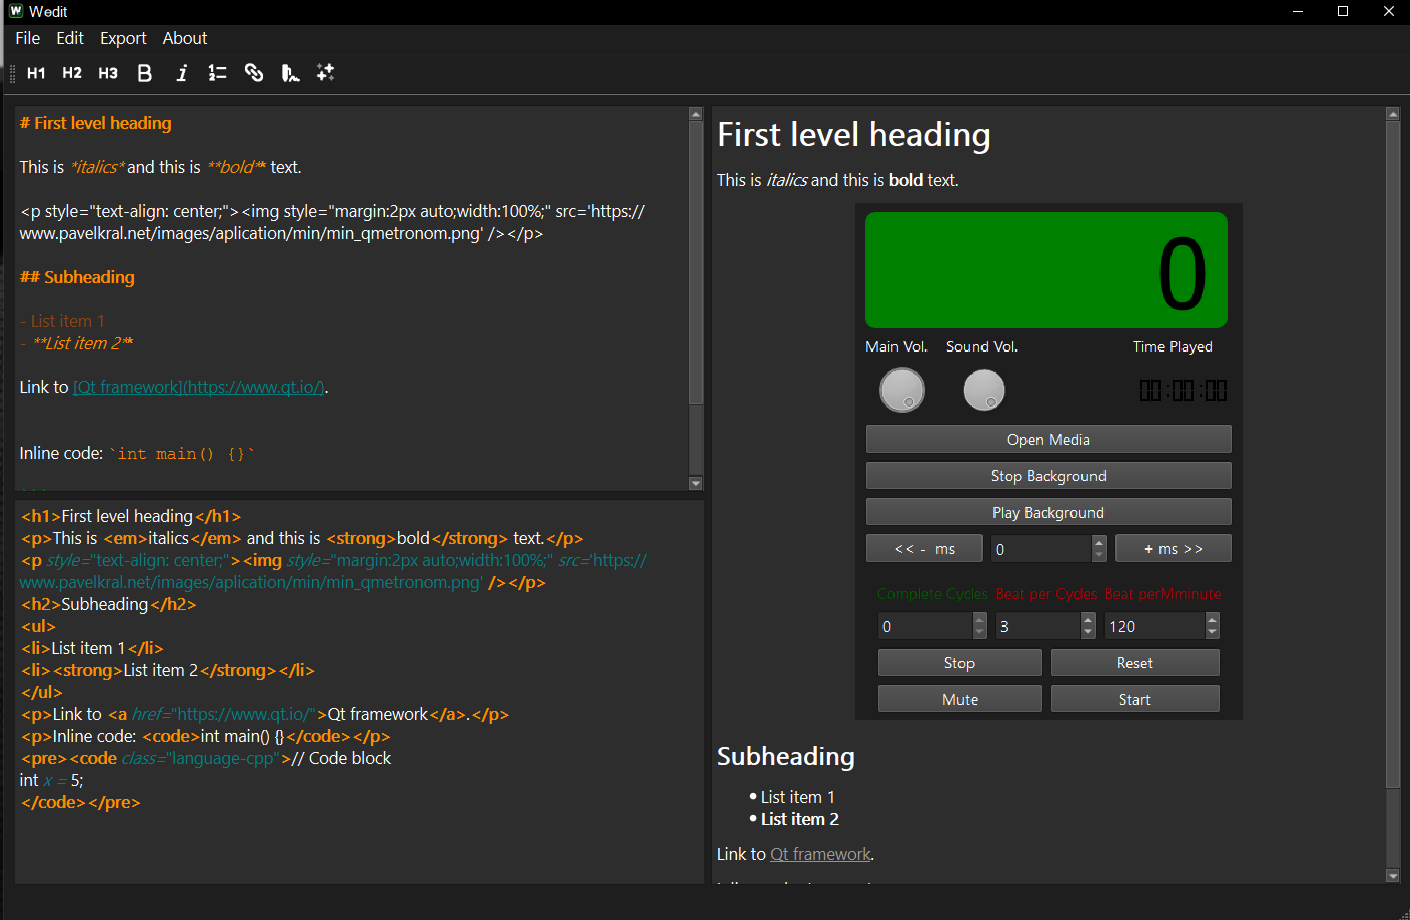 Wedit
File Edit Export About
H1 H2 H3 B i
# First level heading
This is *italics* and this is **bold** text.
<p style="text-align: center;"><img style="margin:2px auto;width:100%;" src='https://
www.pavelkral.net/images/aplication/min/min_qmetronom.png' /></p>
## Subheading
- List item 1
- **List item 2**
Link to [Qt framework](https://www.qt.io/).
Inline code: `int main() {}`
<h1>First level heading</h1>
<p>This is <em>italics</em> and this is <strong>bold</strong> text.</p>
<p style="text-align: center;"><img style="margin:2px auto;width:100%;" src='https://
www.pavelkral.net/images/aplication/min/min_qmetronom.png' /></p>
<h2>Subheading</h2>
<ul>
<li>List item 1</li>
<li><strong>List item 2</strong></li>
</ul>
<p>Link to <a href="https://www.qt.io/">Qt framework</a>.</p>
<p>Inline code: <code>int main() {}</code></p>
<pre><code class="language-cpp">// Code block
int x = 5;
</code></pre>
First level heading
This is italics and this is bold text.
0
Main Vol. Sound Vol. Time Played
00:00:00
Open Media
Stop Background
Play Background
<< - ms 0 + ms >>
Complete Cycles Beat per Cycles Beat perMminute
0 3 120
Stop Reset
Mute Start
Subheading
• List item 1
• List item 2
Link to Qt framework.